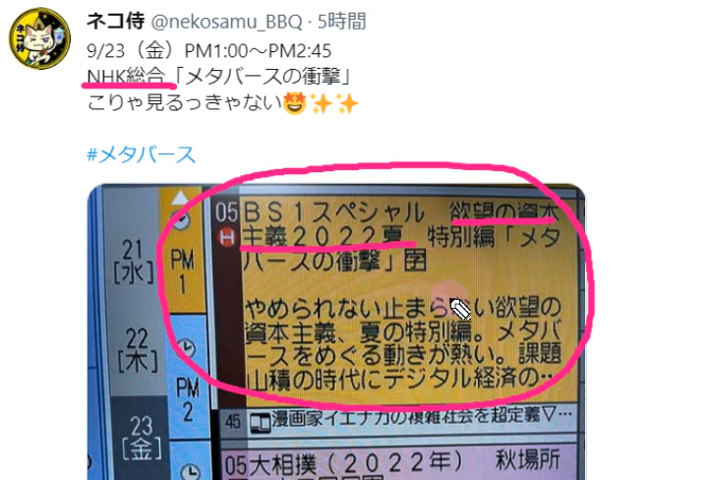 ネコ侍 @nekosamu_BBQ・5時間
9/23（金）PM1:00～PM2:45
NHK総合「メタバースの衝撃」
こりゃ見るっきゃない🤩✨✨
#メタバース
21
[水]
22
[木]
23
[金]
PM
1
PM
2
05 BS1スペシャル 欲望の資本
主義2022夏 特別編「メタ
バースの衝撃」字
やめられない止まらない欲望の
資本主義、夏の特別編。メタバ
ースをめぐる動きが熱い。課題
山積の時代にデジタル経済の…
45 漫画家イエナガの複雑社会を超定義▽…
05 大相撲（2022年） 秋場所